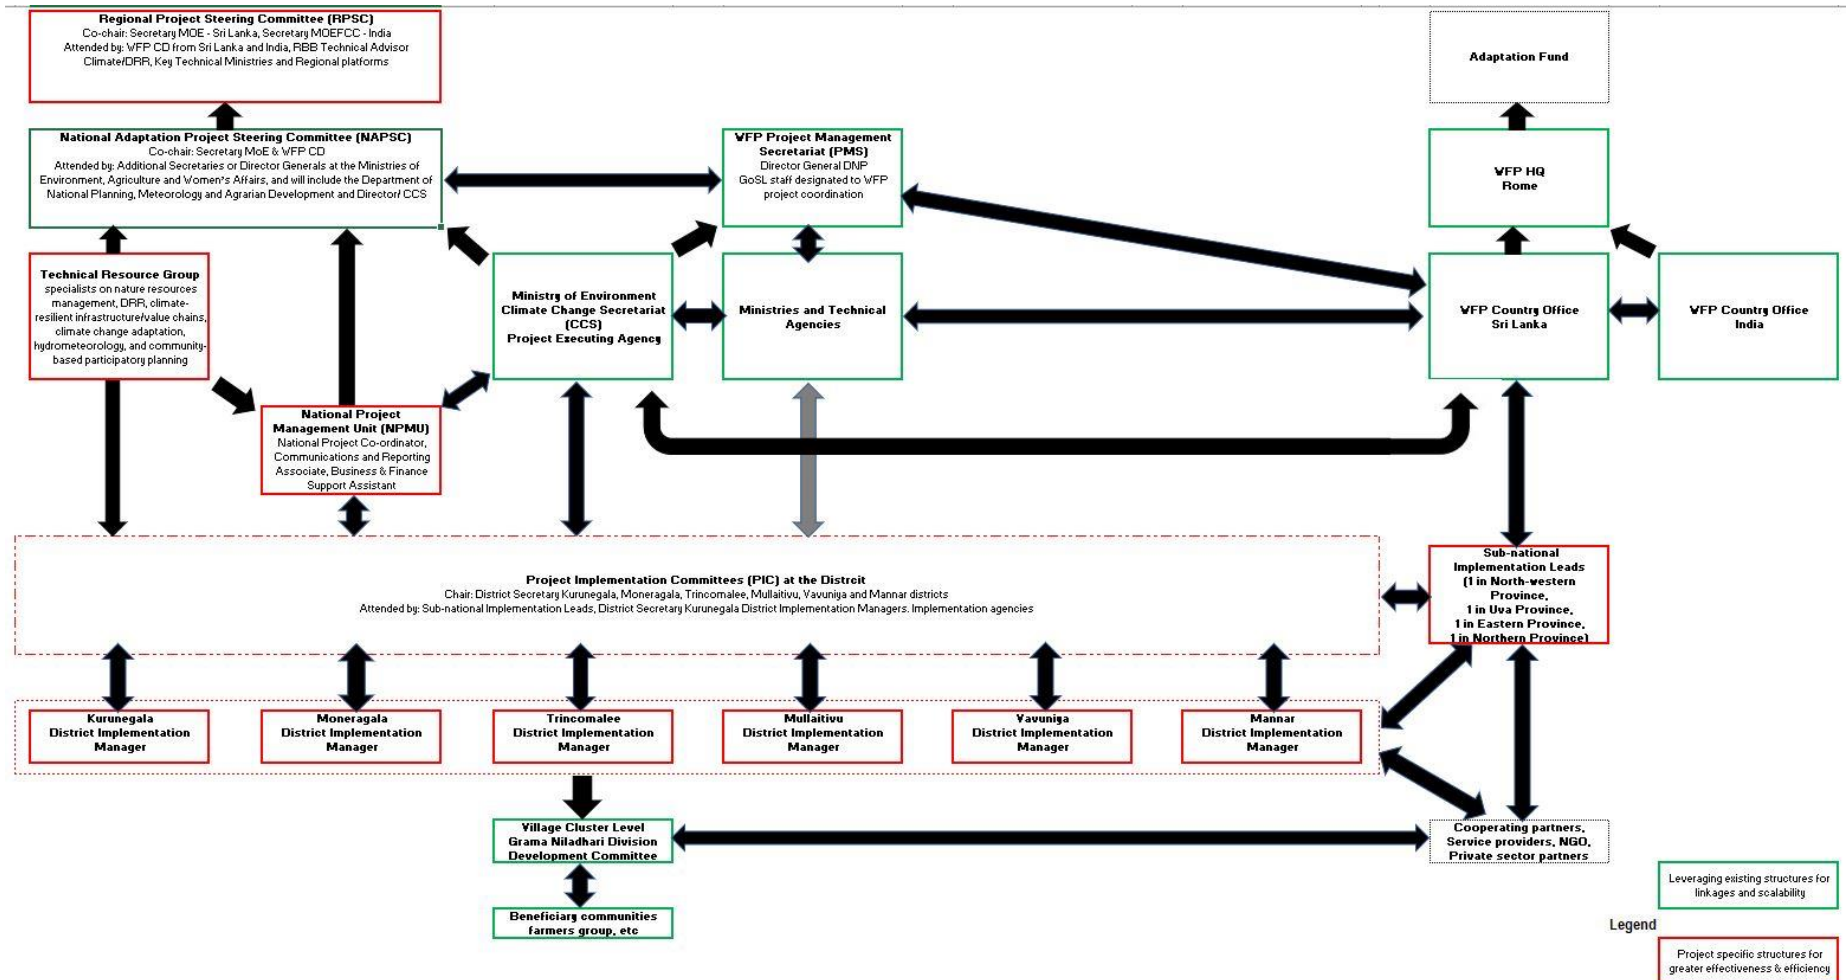 Regional Project Steering Committee (RPSC)
Co-chair: Secretary MOE - Sri Lanka, Secretary MOEFCC - India
Attended by: WFP CD from Sri Lanka and India, RBB Technical Advisor
Climate/DRR, Key Technical Ministries and Regional platforms
Adaptation Fund
National Adaptation Project Steering Committee (NAPSC)
Co-chair: Secretary MoE & WFP CD
Attended by: Additional Secretaries or Director Generals at the Ministries of
Environment, Agriculture and Women's Affairs, and will include the Department of
National Planning, Meteorology and Agrarian Development and Director/ CCS
WFP Project Management
Secretariat (PMS)
Director General DNP
GoSL staff designated to WFP
project coordination
WFP HQ
Rome
Technical Resource Group
specialists on nature resources
management, DRR, climate-
resilient infrastructure/value chains,
climate change adaptation,
hydrometeorology, and community-
based participatory planning
Ministry of Environment
Climate Change Secretariat
(CCS)
Project Executing Agency
Ministries and Technical
Agencies
WFP Country Office
Sri Lanka
WFP Country Office
India
National Project
Management Unit (NPMU)
National Project Co-ordinator,
Communications and Reporting
Associate, Business & Finance
Support Assistant
Project Implementation Committees (PIC) at the Distrcit
Chair: District Secretary Kurunegala, Moneragala, Trincomalee, Mullaitivu, Vavuniya and Mannar districts
Attended by: Sub-national Implementation Leads, District Secretary Kurunegala District Implementation Managers. Implementation agencies
Sub-national
Implementation Leads
(1 in North-western
Province,
1 in Uva Province,
1 in Eastern Province,
1 in Northern Province)
Kurunegala
District Implementation
Manager
Moneragala
District Implementation
Manager
Trincomalee
District Implementation
Manager
Mullaitivu
District Implementation
Manager
Vavuniya
District Implementation
Manager
Mannar
District Implementation
Manager
Village Cluster Level
Grama Niladhari Division
Development Committee
Cooperating partners,
Service providers, NGO,
Private sector partners
Beneficiary communities
farmers group, etc
Legend
Leveraging existing structures for
linkages and scalability
Project specific structures for
greater effectiveness & efficiency